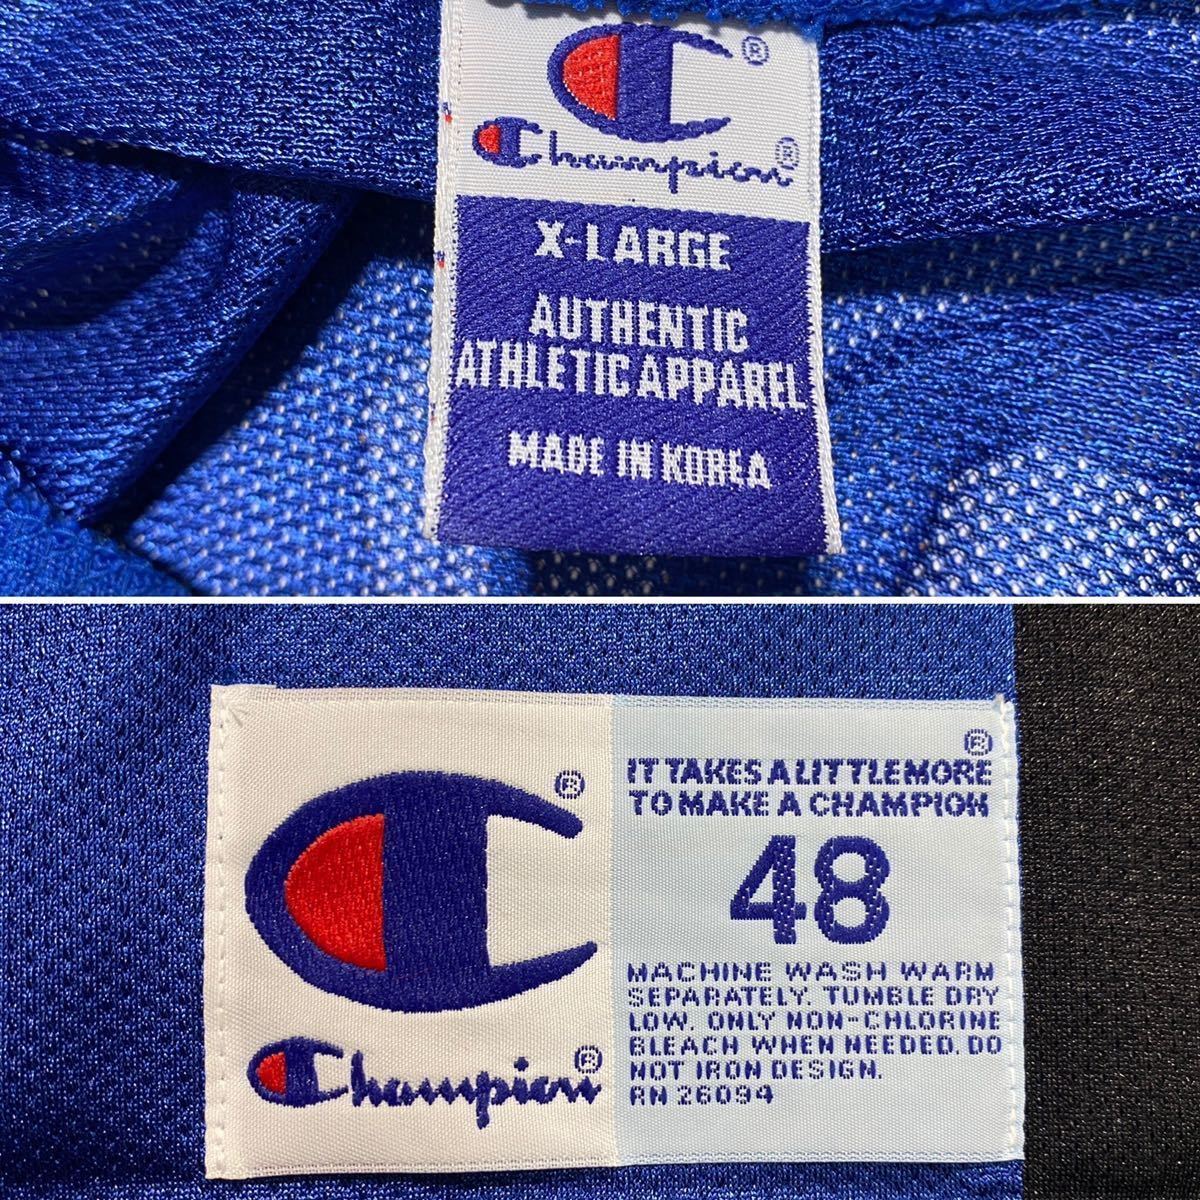 ®
Champion®
X-LARGE
AUTHENTIC
ATHLETIC APPAREL
MADE IN KOREA
®
Champion®
®
IT TAKES A LITTLE MORE
TO MAKE A CHAMPION
48
MACHINE WASH WARM
SEPARATELY. TUMBLE DRY
LOW. ONLY NON-CHLORINE
BLEACH WHEN NEEDED. DO
NOT IRON DESIGN.
RN 26094